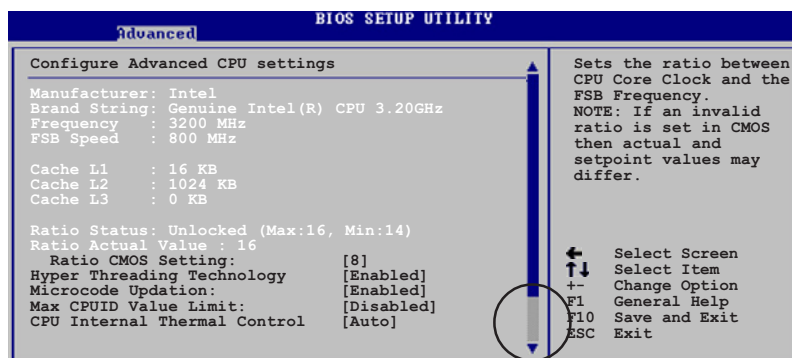 BIOS SETUP UTILITY
Advanced
Configure Advanced CPU settings
Manufacturer: Intel
Brand String: Genuine Intel(R) CPU 3.20GHz
Frequency : 3200 MHz
FSB Speed : 800 MHz
Cache L1 : 16 KB
Cache L2 : 1024 KB
Cache L3 : 0 KB
Ratio Status: Unlocked (Max:16, Min:14)
Ratio Actual Value : 16
Ratio CMOS Setting: [8]
Hyper Threading Technology [Enabled]
Microcode Updation: [Enabled]
Max CPUID Value Limit: [Disabled]
CPU Internal Thermal Control [Auto]
Sets the ratio between
CPU Core Clock and the
FSB Frequency.
NOTE: If an invalid
ratio is set in CMOS
then actual and
setpoint values may
differ.
← Select Screen
↑↓ Select Item
+- Change Option
F1 General Help
F10 Save and Exit
ESC Exit